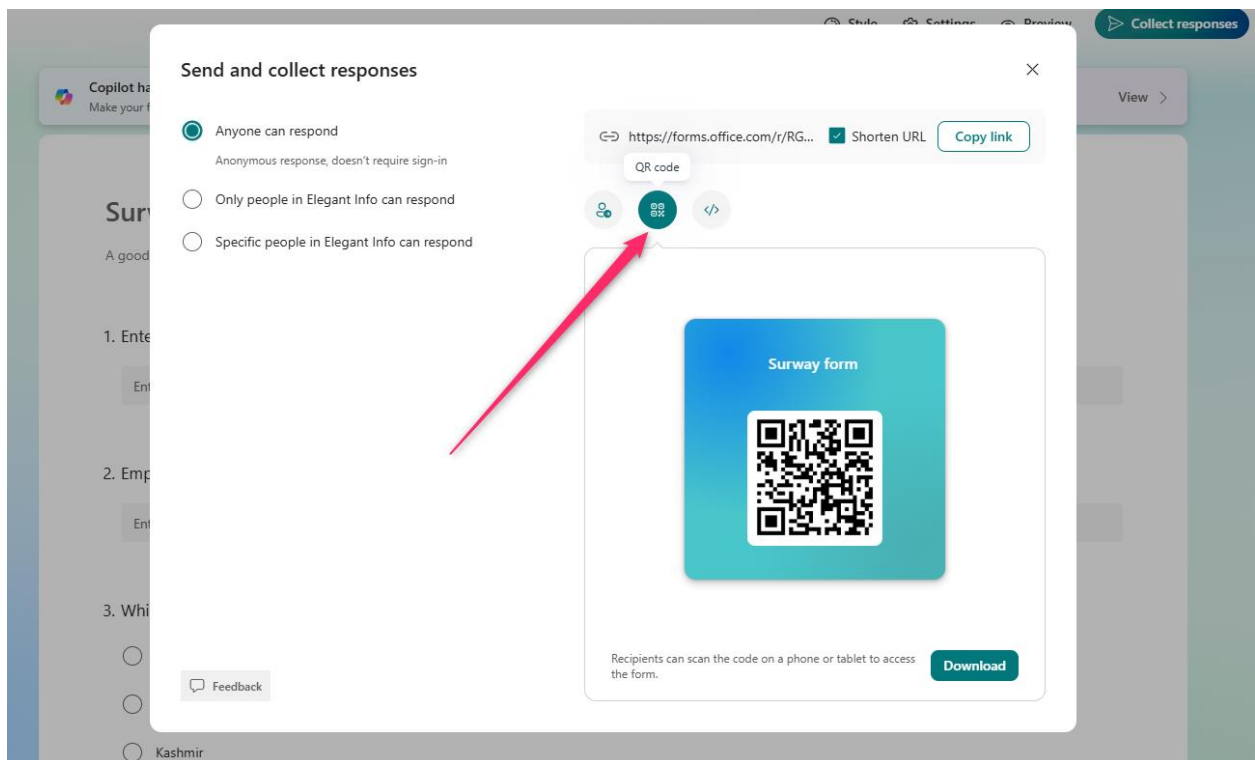 Style Settings Preview Collect responses
Copilot ha
Make your f
View
Send and collect responses
Anyone can respond
Anonymous response, doesn't require sign-in
Only people in Elegant Info can respond
Specific people in Elegant Info can respond
https://forms.office.com/r/RG... Shorten URL Copy link
QR code
Surway form
Recipients can scan the code on a phone or tablet to access
the form.
Download
Feedback
Surv
A good
1. Ente
Ent
2. Emp
Ent
3. Whi
Kashmir